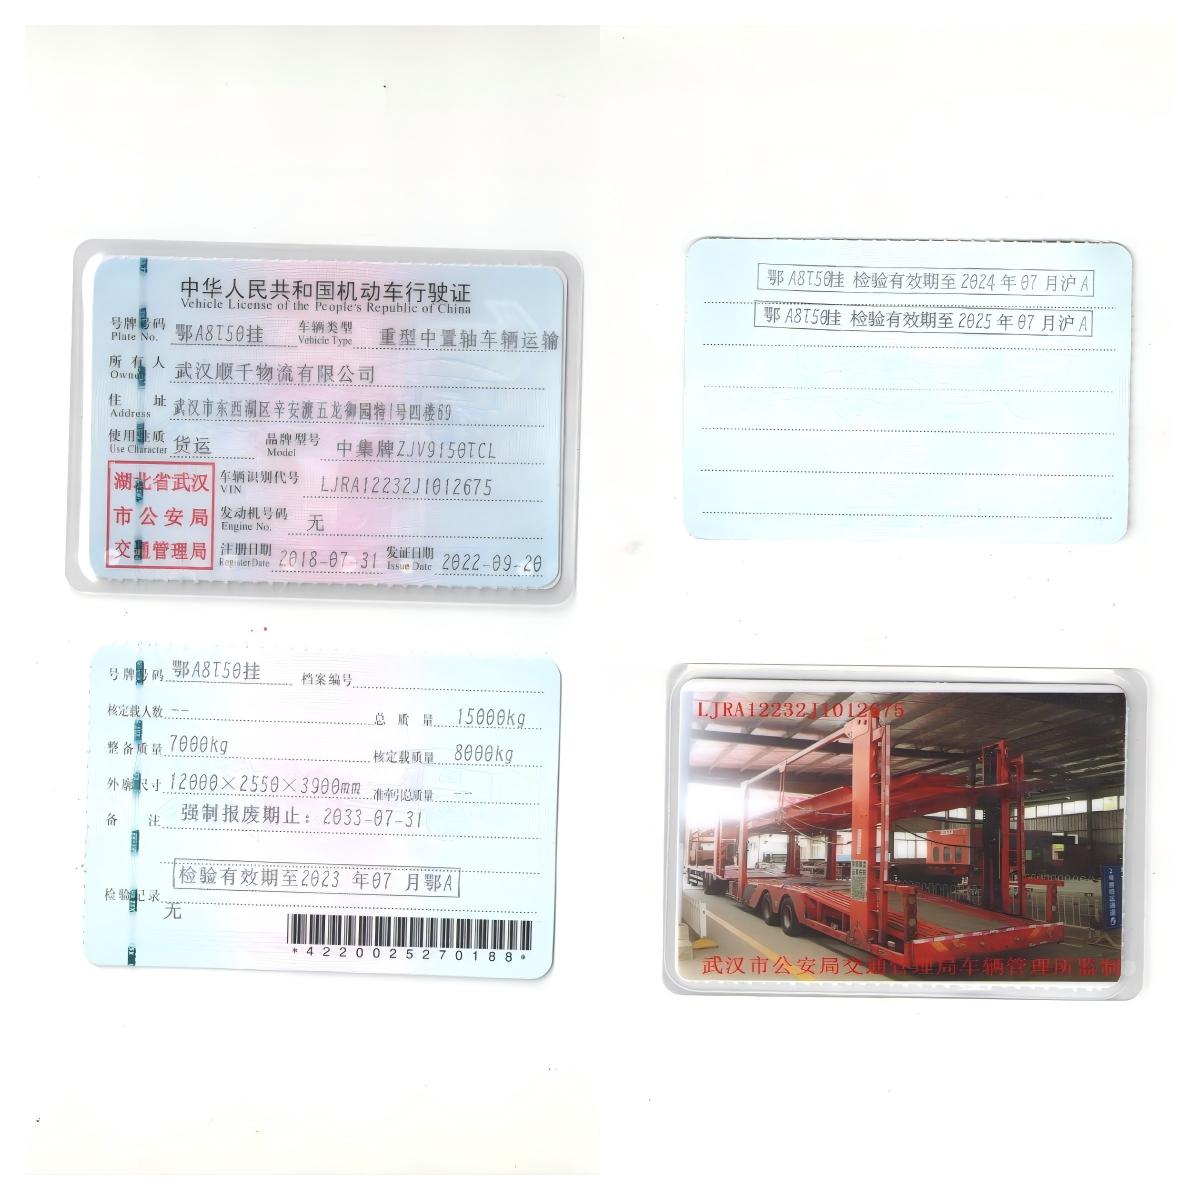 中华人民共和国机动车行驶证
Vehicle License of the People's Republic of China
号牌号码 鄂A8T50挂 车辆类型 重型中置轴车辆运输
Plate No. Vehicle Type
所有人 武汉顺千物流有限公司
Owner
住址 武汉市东西湖区辛安渡五龙御园特1号四楼69
Address
使用性质 货运 品牌型号 中集牌ZJV9150TCL
Use Character Model
湖北省武汉
市公安局
交通管理局
车辆识别代号 LJRA12232J1012675
VIN
发动机号码 无
Engine No.
注册日期 2018-07-31 发证日期 2022-09-20
Register Date Issue Date
鄂A8T50挂 检验有效期至2024年07月沪A
鄂A8T50挂 检验有效期至2025年07月沪A
号牌号码 鄂A8T50挂 档案编号
核定载人数 -- 总质量 15000kg
整备质量 7000kg 核定载质量 8000kg
外廓尺寸 12000×2550×3900mm 准牵引总质量 --
备注 强制报废期止：2033-07-31
检验有效期至2023年07月鄂A
检验记录 无
*4220025270188*
LJRA12232J1012675
武汉市公安局交通管理局车辆管理所监制